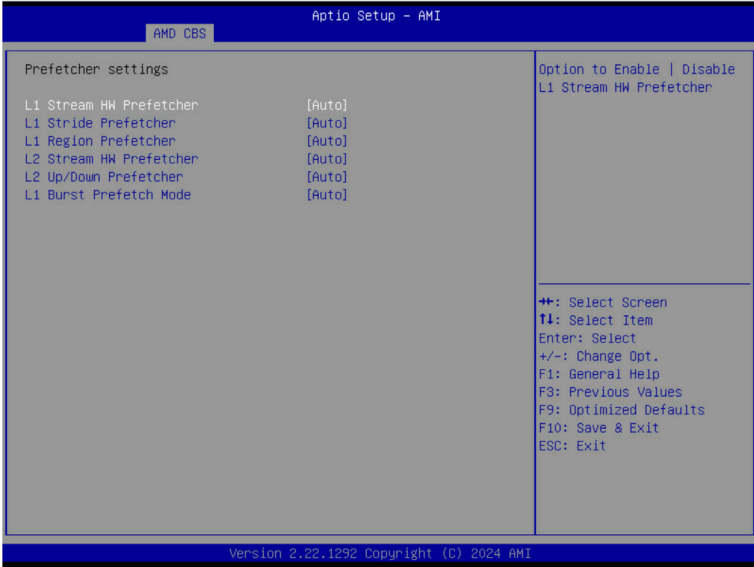 Aptio Setup - AMI
AMD CBS
Prefetcher settings
L1 Stream HW Prefetcher [Auto]
L1 Stride Prefetcher [Auto]
L1 Region Prefetcher [Auto]
L2 Stream HW Prefetcher [Auto]
L2 Up/Down Prefetcher [Auto]
L1 Burst Prefetch Mode [Auto]
Option to Enable | Disable
L1 Stream HW Prefetcher
→←: Select Screen
↑↓: Select Item
Enter: Select
+/-: Change Opt.
F1: General Help
F3: Previous Values
F9: Optimized Defaults
F10: Save & Exit
ESC: Exit
Version 2.22.1292 Copyright (C) 2024 AMI